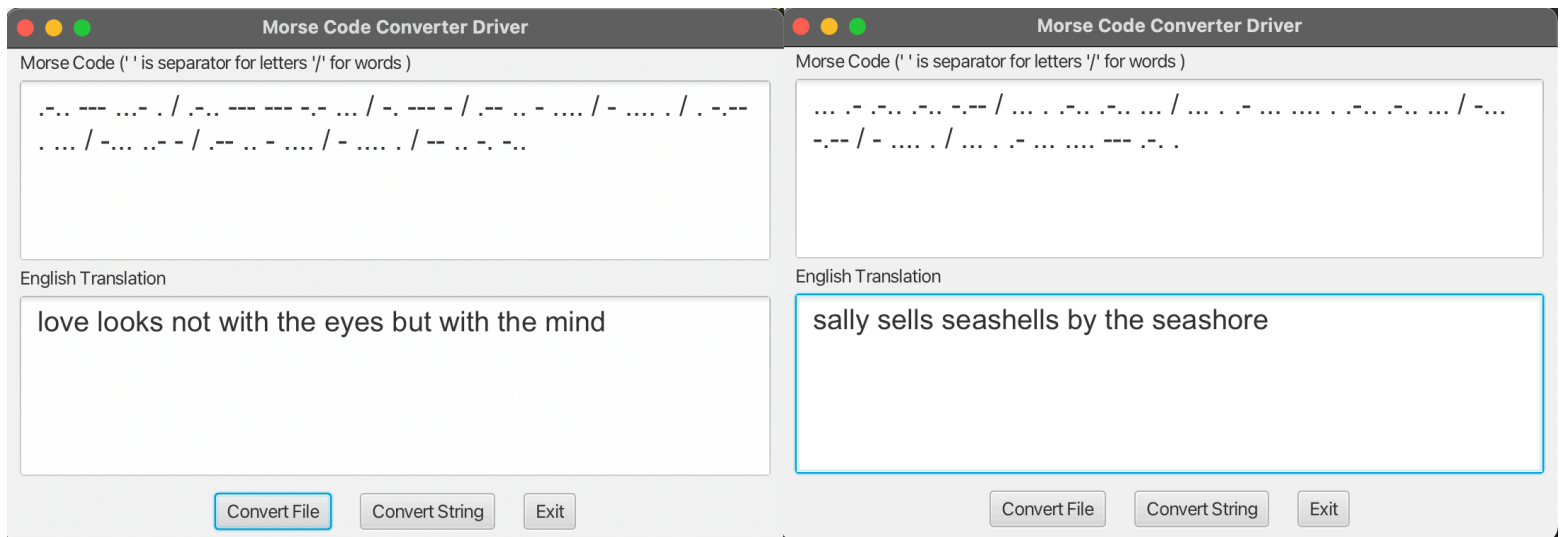 Morse Code Converter Driver
Morse Code (' ' is separator for letters '/' for words )
.-.. --- ...- . / .-.. --- --- -.- ... / -. --- - / .-- .. - .... / - .... . / . -.--
. ... / -... ..- - / .-- .. - .... / - .... . / -- .. -. -..
English Translation
love looks not with the eyes but with the mind
Convert File Convert String Exit
Morse Code Converter Driver
Morse Code (' ' is separator for letters '/' for words )
... .- .-.. .-.. -.-- / ... . .-.. .-.. ... / ... . .- ... .... . .-.. .-.. ... / -...
-.-- / - .... . / ... . .- ... .... --- .-. .
English Translation
sally sells seashells by the seashore
Convert File Convert String Exit